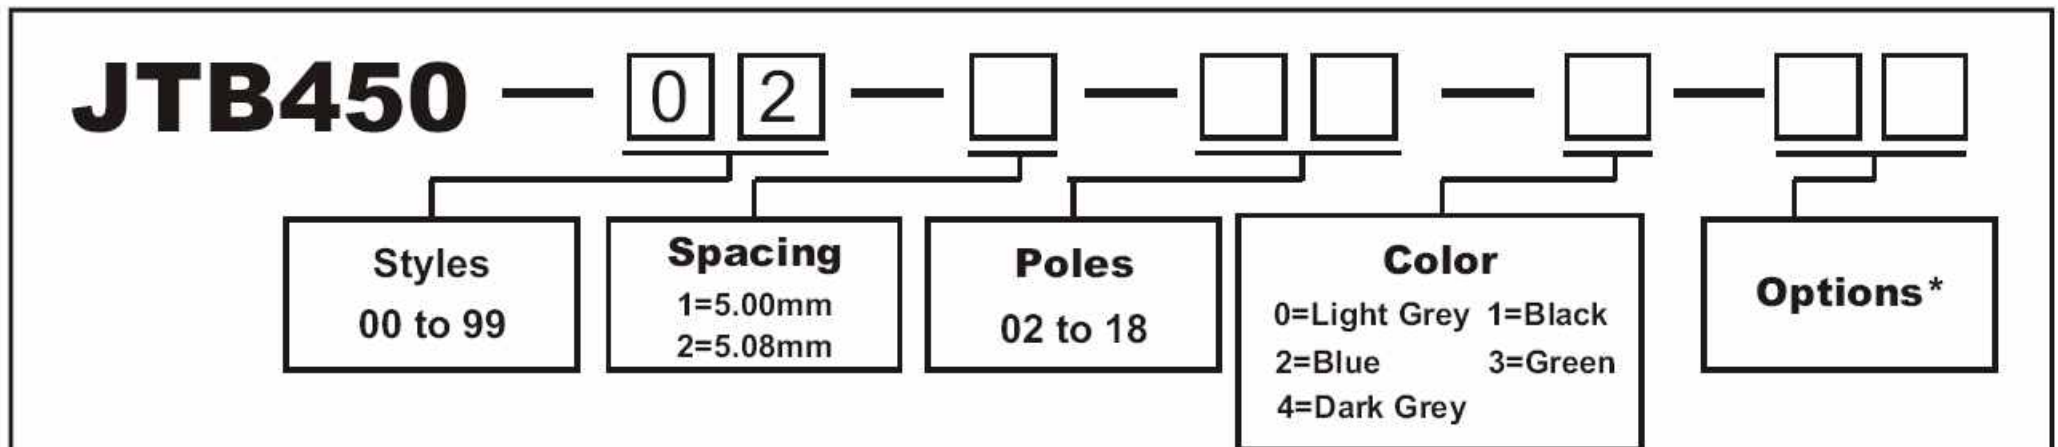 JTB450 — 0 2 — — — —
Styles
00 to 99
Spacing
1=5.00mm
2=5.08mm
Poles
02 to 18
Color
0=Light Grey 1=Black
2=Blue 3=Green
4=Dark Grey
Options*